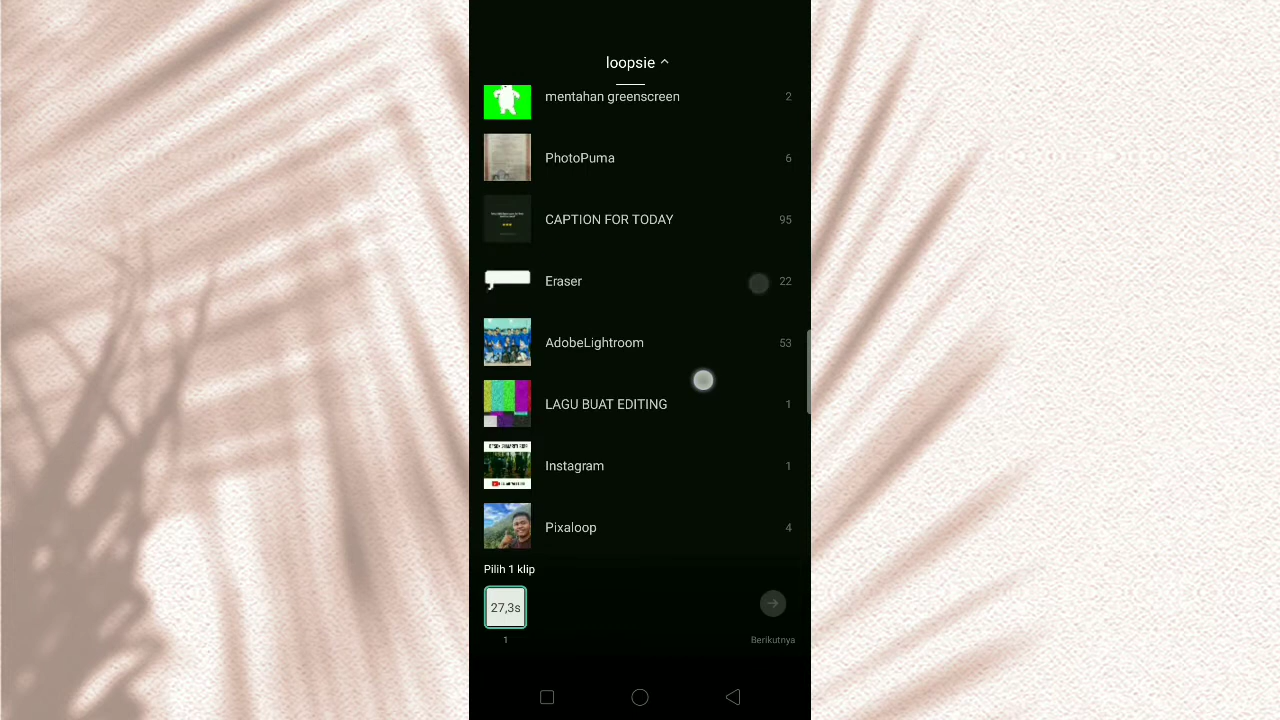 loopsie
mentahan greenscreen 2
PhotoPuma 6
CAPTION FOR TODAY 95
Eraser 22
AdobeLightroom 53
LAGU BUAT EDITING 1
Instagram 1
Pixaloop 4
Pilih 1 klip
27,3s
1
Berikutnya